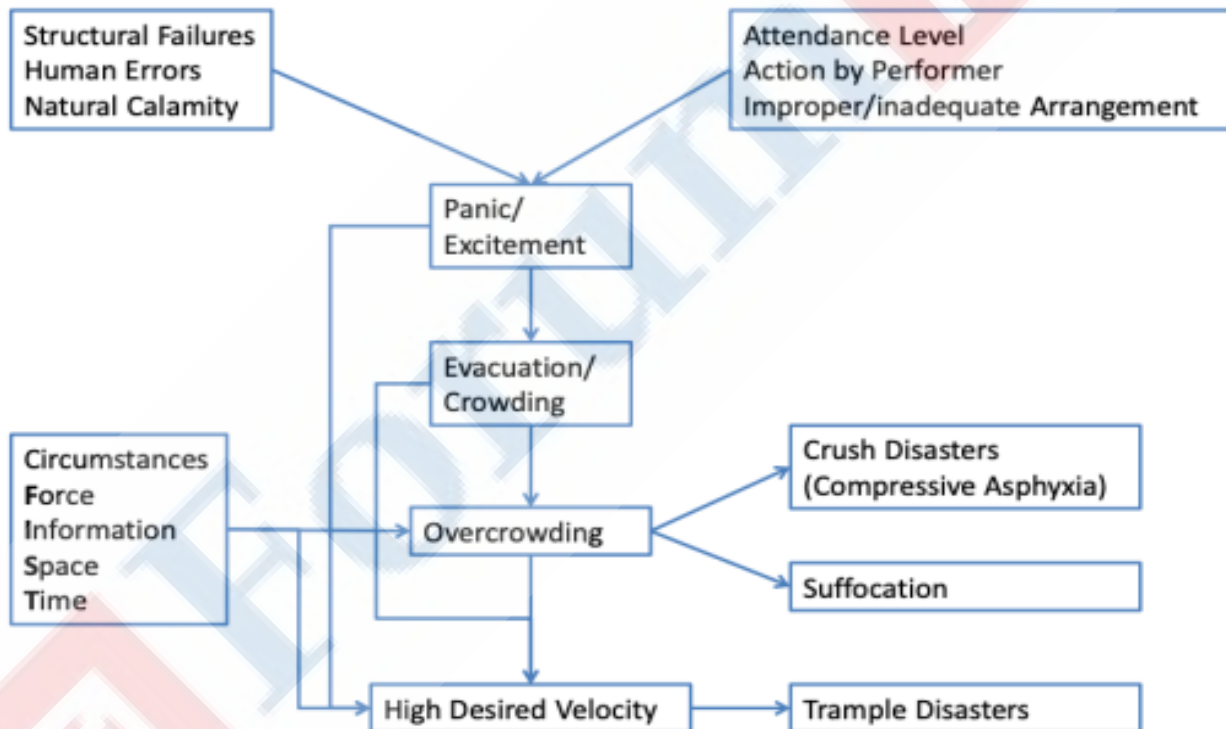 Structural Failures
Human Errors
Natural Calamity
Attendance Level
Action by Performer
Improper/inadequate Arrangement
Panic/
Excitement
Evacuation/
Crowding
Circumstances
Force
Information
Space
Time
Overcrowding
Crush Disasters
(Compressive Asphyxia)
Suffocation
High Desired Velocity
Trample Disasters
Forum